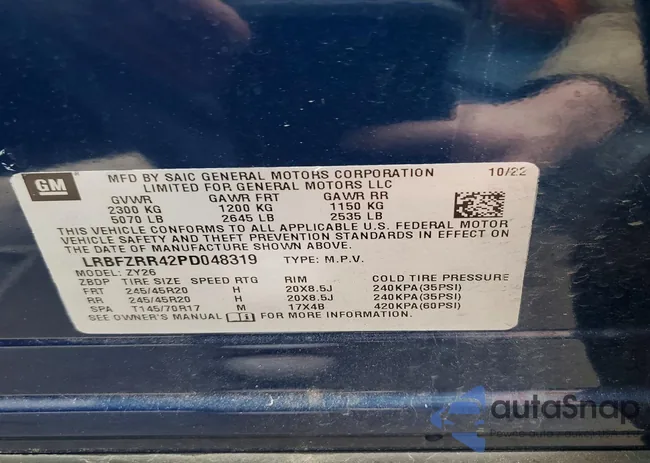 GM
MFD BY SAIC GENERAL MOTORS CORPORATION 10/22
LIMITED FOR GENERAL MOTORS LLC
GVWR GAWR FRT GAWR RR
2300 KG 1200 KG 1150 KG
5070 LB 2645 LB 2535 LB
THIS VEHICLE CONFORMS TO ALL APPLICABLE U.S. FEDERAL MOTOR
VEHICLE SAFETY AND THEFT PREVENTION STANDARDS IN EFFECT ON
THE DATE OF MANUFACTURE SHOWN ABOVE.
LRBFZRR42PD048319 TYPE: M.P.V.
MODEL: ZY26
ZBDP TIRE SIZE SPEED RTG RIM COLD TIRE PRESSURE
FRT 245/45R20 H 20X8.5J 240KPA(35PSI)
RR 245/45R20 H 20X8.5J 240KPA(35PSI)
SPA T145/70R17 M 17X4B 420KPA(60PSI)
SEE OWNER'S MANUAL FOR MORE INFORMATION.
autoSnap